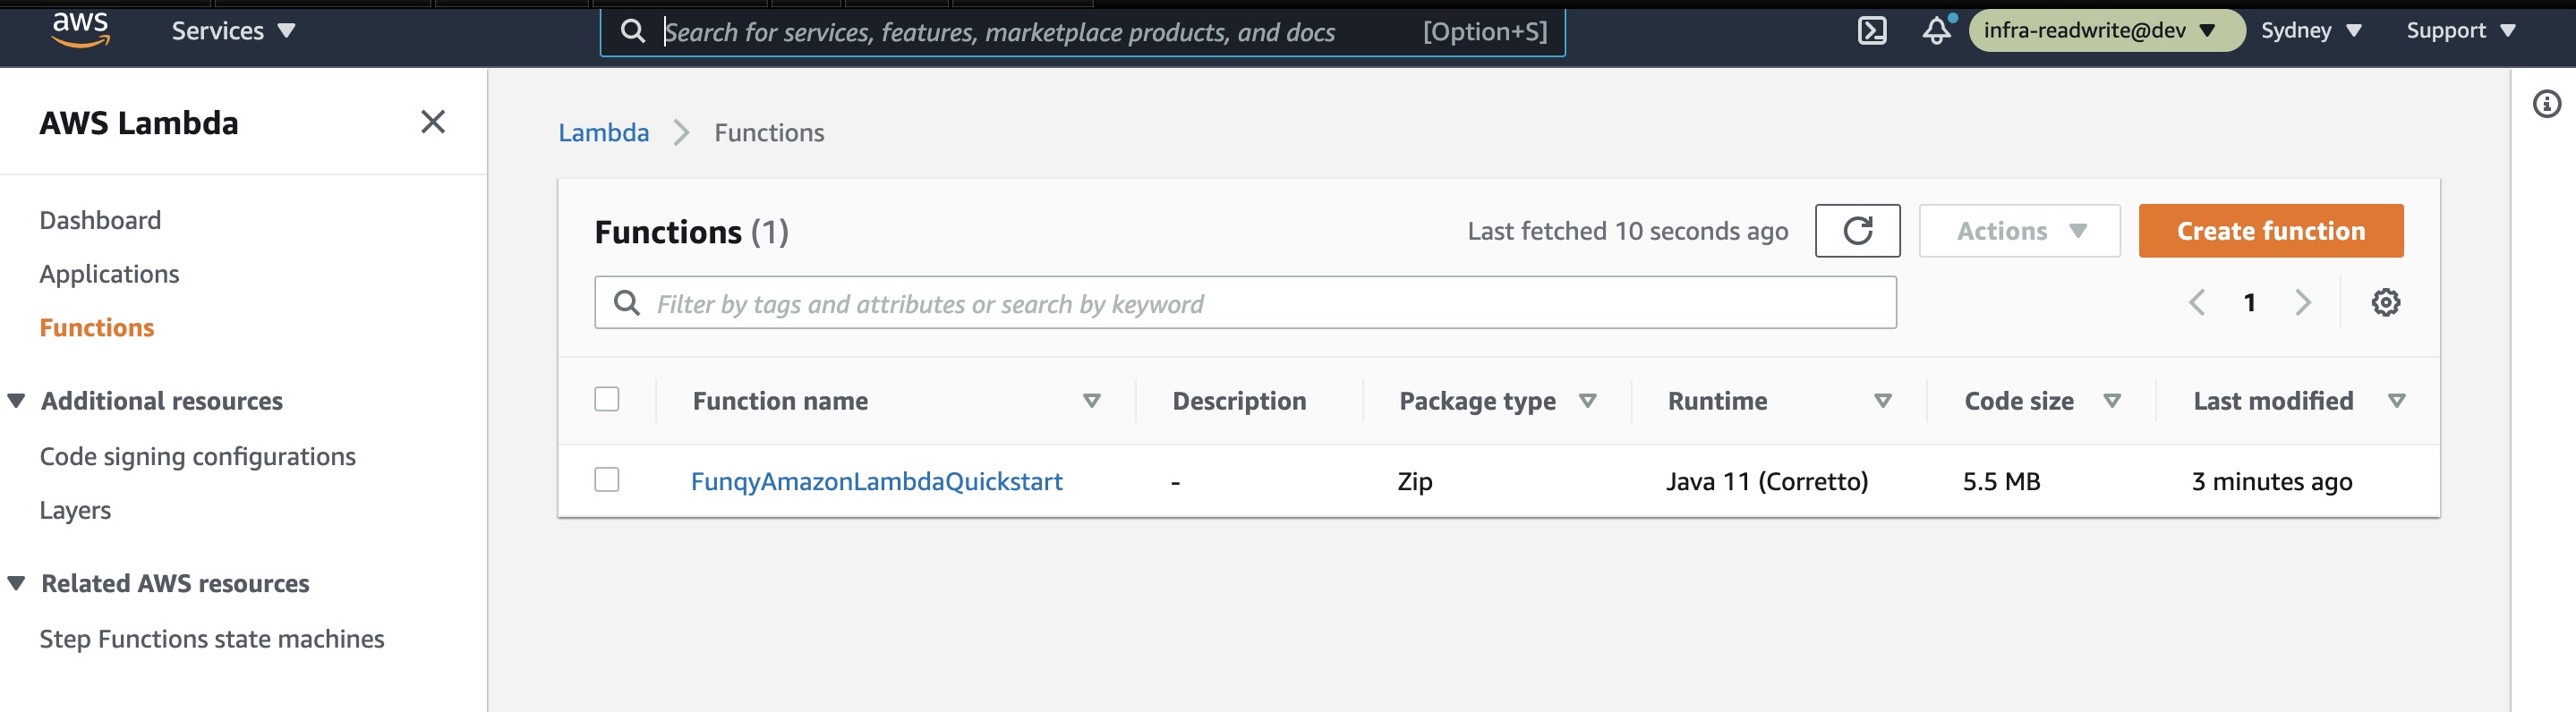 aws Services Search for services, features, marketplace products, and docs [Option+S] infra-readwrite@dev Sydney Support
AWS Lambda
Dashboard
Applications
Functions
Additional resources
Code signing configurations
Layers
Related AWS resources
Step Functions state machines
Lambda > Functions
Functions (1) Last fetched 10 seconds ago Actions Create function
Filter by tags and attributes or search by keyword 1
Function name Description Package type Runtime Code size Last modified
FunqyAmazonLambdaQuickstart - Zip Java 11 (Corretto) 5.5 MB 3 minutes ago